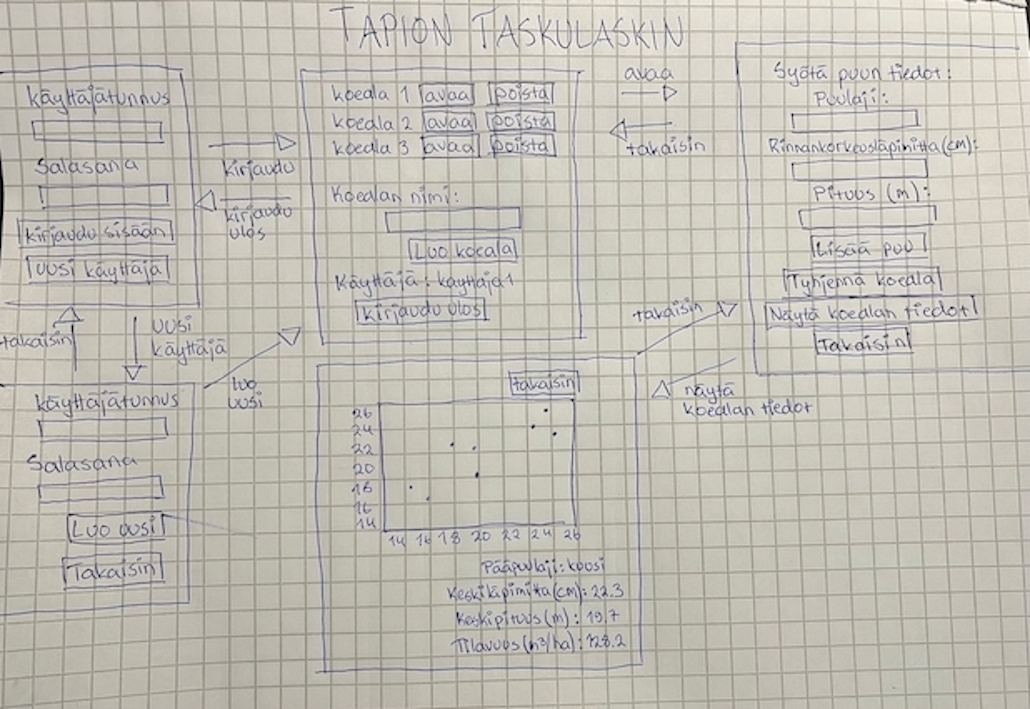 TAPION TASKULASKIN
Käyttäjätunnus
Salasana
Kirjaudu sisään
Uusi käyttäjä
kirjaudu
kirjaudu
ulos
koeala 1 avaa poista
koeala 2 avaa poista
koeala 3 avaa poista
Koealan nimi:
Luo koeala
Käyttäjä: käyttäjä1
kirjaudu ulos
avaa
takaisin
Syötä puun tiedot:
Puulaji:
Rinnankorkeusläpimitta (cm):
Pituus (m):
Lisää puu
Tyhjennä koeala
Näytä koealan tiedot
Takaisin
takaisin
uusi
käyttäjä
luo
uusi
takaisin
näytä
koealan tiedot
käyttäjätunnus
Salasana
Luo uusi
Takaisin
takaisin
26
24
22
20
18
16
14
14 16 18 20 22 24 26
Pääpuulaji: kuusi
Keskiläpimitta (cm): 22.3
Keskipituus (m): 19.7
Tilavuus (m3/ha): 128.2